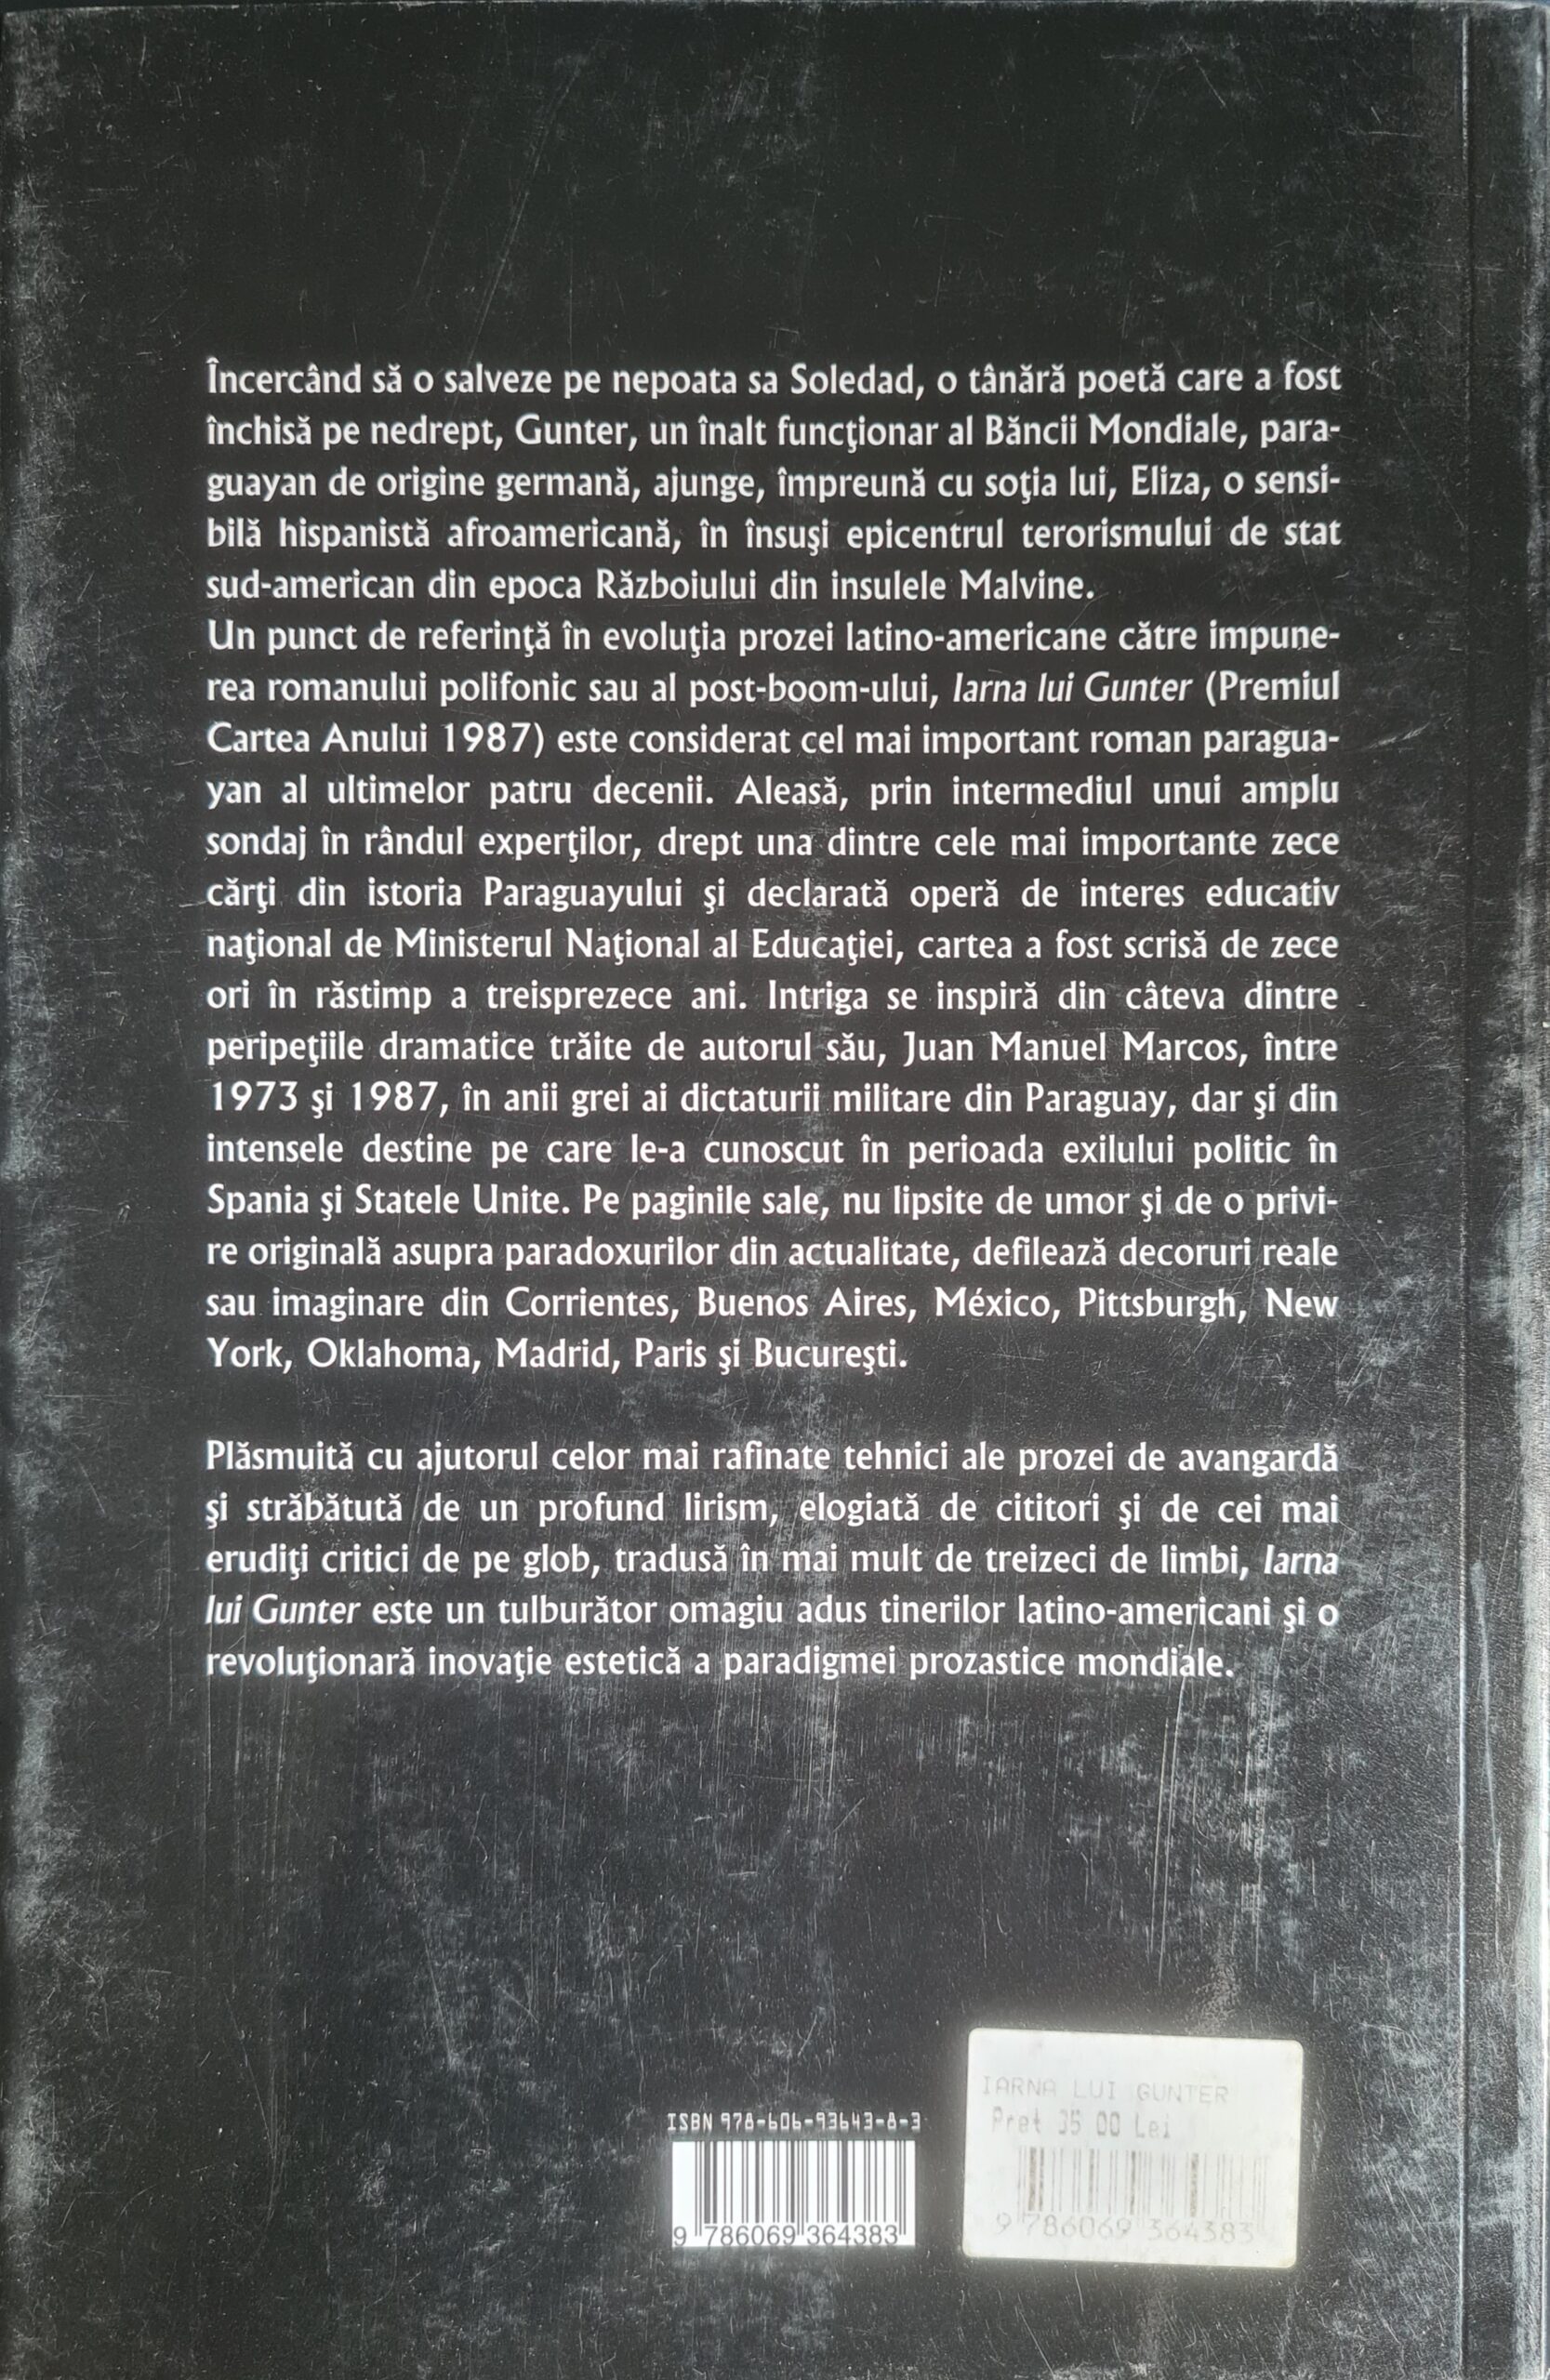 Încercând să o salveze pe nepoata sa Soledad, o tânără poetă care a fost
închisă pe nedrept, Gunter, un înalt funcţionar al Băncii Mondiale, para-
guayan de origine germană, ajunge, împreună cu soţia lui, Eliza, o sensi-
bilă hispanistă afroamericană, în însuşi epicentrul terorismului de stat
sud-american din epoca Războiului din insulele Malvine.
Un punct de referinţă în evoluţia prozei latino-americane către impune-
rea romanului polifonic sau al post-boom-ului, Iarna lui Gunter (Premiul
Cartea Anului 1987) este considerat cel mai important roman paragua-
yan al ultimelor patru decenii. Aleasă, prin intermediul unui amplu
sondaj în rândul experţilor, drept una dintre cele mai importante zece
cărţi din istoria Paraguayului şi declarată operă de interes educativ
naţional de Ministerul Naţional al Educaţiei, cartea a fost scrisă de zece
ori în răstimp a treisprezece ani. Intriga se inspiră din câteva dintre
peripeţiile dramatice trăite de autorul său, Juan Manuel Marcos, între
1973 şi 1987, în anii grei ai dictaturii militare din Paraguay, dar şi din
intensele destine pe care le-a cunoscut în perioada exilului politic în
Spania şi Statele Unite. Pe paginile sale, nu lipsite de umor şi de o privi-
re originală asupra paradoxurilor din actualitate, defilează decoruri reale
sau imaginare din Corrientes, Buenos Aires, México, Pittsburgh, New
York, Oklahoma, Madrid, Paris şi Bucureşti.
Plăsmuită cu ajutorul celor mai rafinate tehnici ale prozei de avangardă
şi străbătută de un profund lirism, elogiată de cititori şi de cei mai
erudiţi critici de pe glob, tradusă în mai mult de treizeci de limbi, Iarna
lui Gunter este un tulburător omagiu adus tinerilor latino-americani şi o
revoluţionară inovaţie estetică a paradigmei prozastice mondiale.
ISBN 978-606-93643-8-3
9 786069 364383
IARNA LUI GUNTER
Pret 35 00 Lei
9 786069 364383